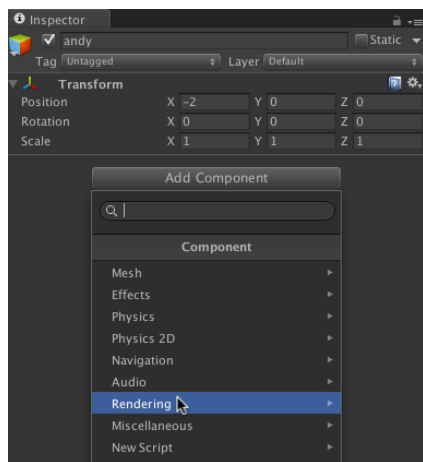 Inspector
andy Static
Tag Untagged Layer Default
Transform
Position X -2 Y 0 Z 0
Rotation X 0 Y 0 Z 0
Scale X 1 Y 1 Z 1
Add Component
Component
Mesh
Effects
Physics
Physics 2D
Navigation
Audio
Rendering
Miscellaneous
New Script